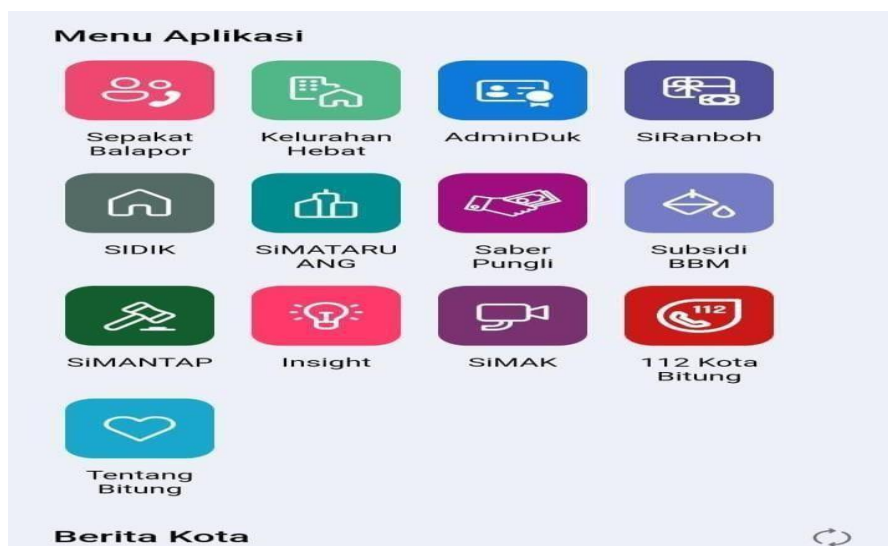 Menu Aplikasi
Sepakat
Balapor
Kelurahan
Hebat
AdminDuk
SiRanboh
SIDIK
SiMATARU
ANG
Saber
Pungli
Subsidi
BBM
SiMANTAP
Insight
SiMAK
112
112 Kota
Bitung
Tentang
Bitung
Berita Kota